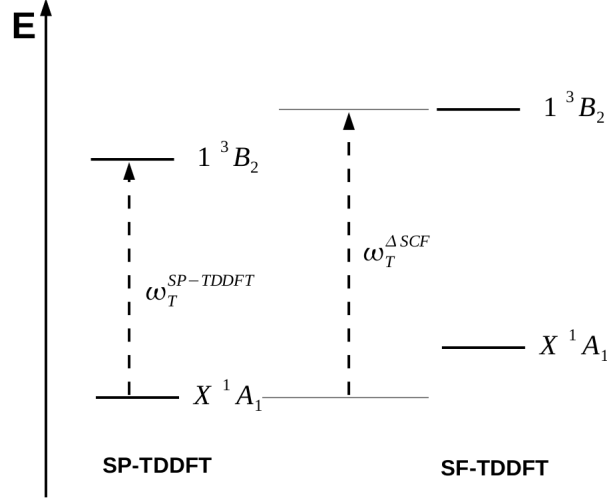 E
1 ³B₂
1 ³B₂
ω_T^{SP−TDDFT}
ω_T^{ΔSCF}
X ¹A₁
X ¹A₁
SP-TDDFT
SF-TDDFT